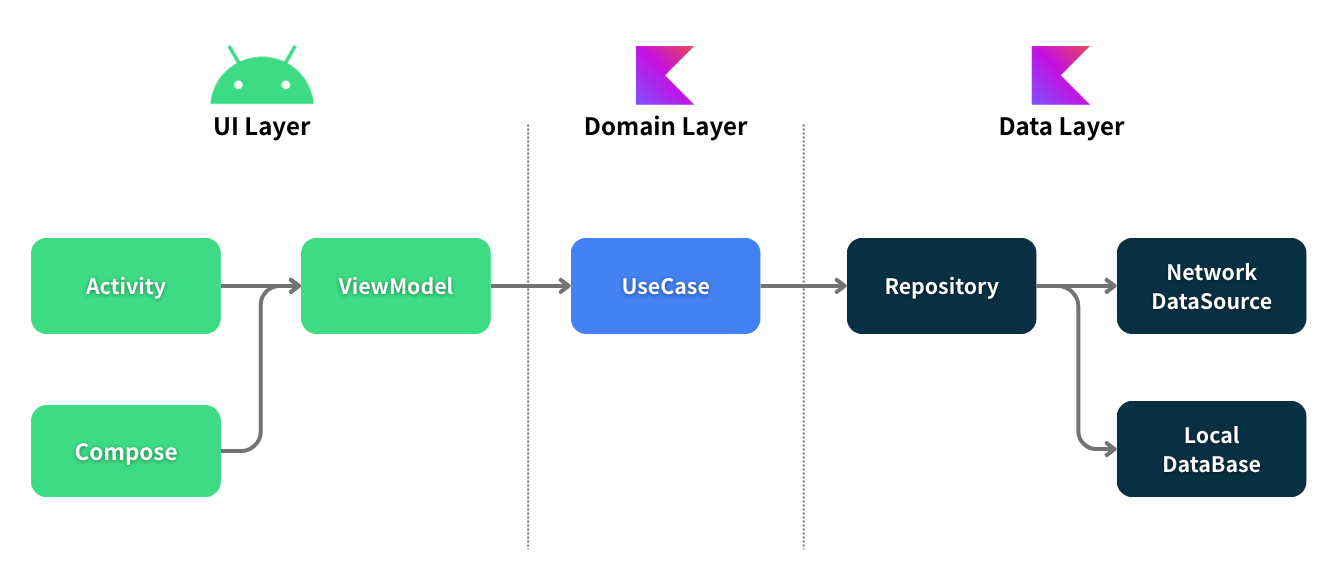 UI Layer
Domain Layer
Data Layer
Activity
ViewModel
UseCase
Repository
Network
DataSource
Compose
Local
DataBase